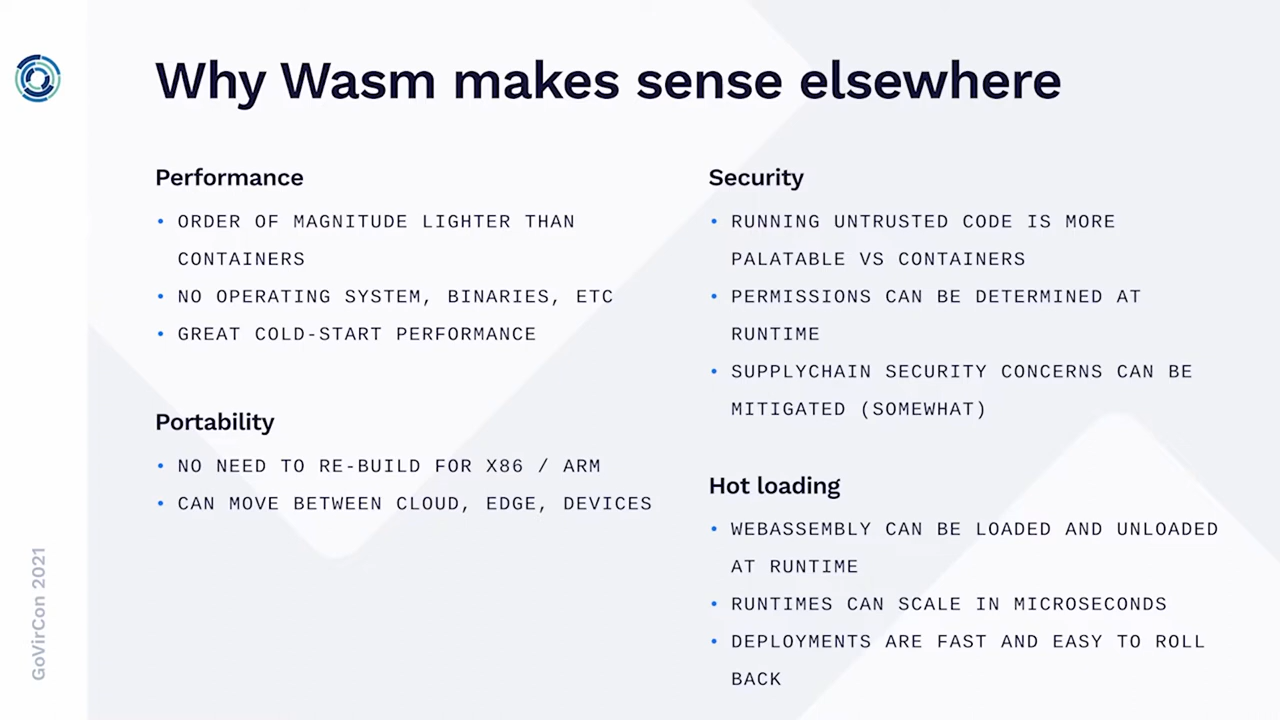 Why Wasm makes sense elsewhere
Performance
• ORDER OF MAGNITUDE LIGHTER THAN
CONTAINERS
• NO OPERATING SYSTEM, BINARIES, ETC
• GREAT COLD-START PERFORMANCE
Portability
• NO NEED TO RE-BUILD FOR X86 / ARM
• CAN MOVE BETWEEN CLOUD, EDGE, DEVICES
Security
• RUNNING UNTRUSTED CODE IS MORE
PALATABLE VS CONTAINERS
• PERMISSIONS CAN BE DETERMINED AT
RUNTIME
• SUPPLYCHAIN SECURITY CONCERNS CAN BE
MITIGATED (SOMEWHAT)
Hot loading
• WEBASSEMBLY CAN BE LOADED AND UNLOADED
AT RUNTIME
• RUNTIMES CAN SCALE IN MICROSECONDS
• DEPLOYMENTS ARE FAST AND EASY TO ROLL
BACK
GoVirCon 2021